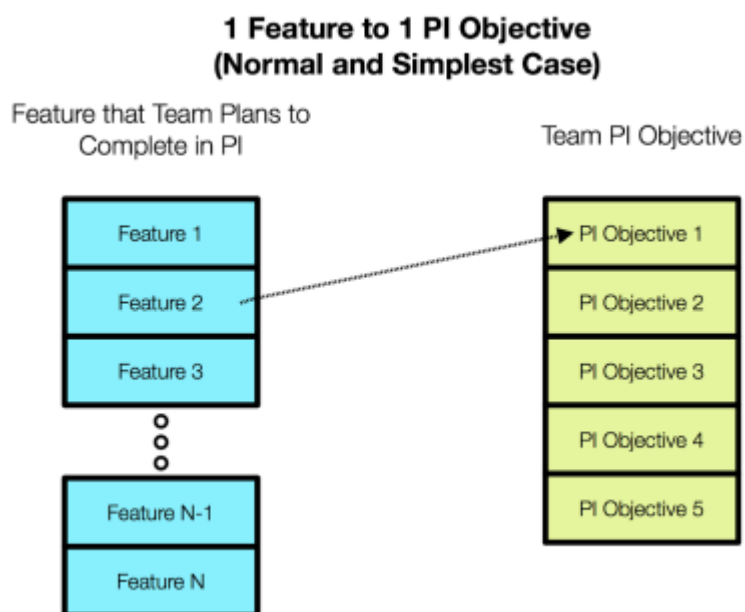 1 Feature to 1 PI Objective
(Normal and Simplest Case)
Feature that Team Plans to
Complete in PI
Team PI Objective
Feature 1
Feature 2
Feature 3
Feature N-1
Feature N
PI Objective 1
PI Objective 2
PI Objective 3
PI Objective 4
PI Objective 5